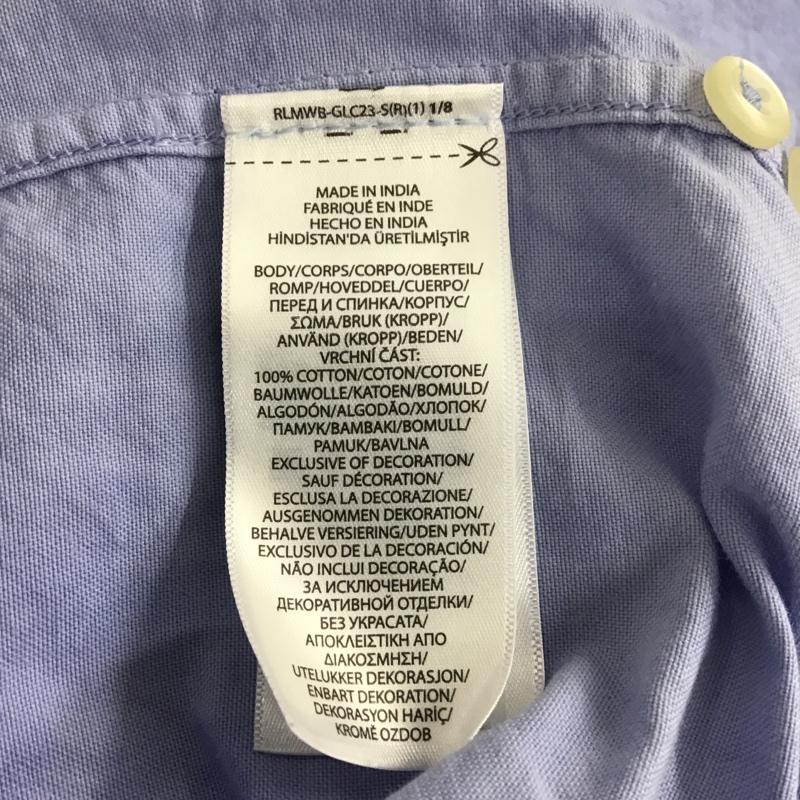 RLMWB-GLC23-S(R)(1) 1/8
MADE IN INDIA
FABRIQUÉ EN INDE
HECHO EN INDIA
HİNDİSTAN'DA ÜRETİLMİŞTİR
BODY/CORPS/CORPO/OBERTEIL/
ROMP/HOVEDDEL/CUERPO/
ПЕРЕД И СПИНКА/КОРПУС/
ΣΩΜΑ/BRUK (KROPP)/
ANVÄND (KROPP)/BEDEN/
VRCHNÍ ČÁST:
100% COTTON/COTON/COTONE/
BAUMWOLLE/KATOEN/BOMULD/
ALGODÓN/ALGODÃO/ХЛОПОК/
ПАМУК/BAMBAKI/BOMULL/
PAMUK/BAVLNA
EXCLUSIVE OF DECORATION/
SAUF DÉCORATION/
ESCLUSA LA DECORAZIONE/
AUSGENOMMEN DEKORATION/
BEHALVE VERSIERING/UDEN PYNT/
EXCLUSIVO DE LA DECORACIÓN/
NÃO INCLUI DECORAÇÃO/
ЗА ИСКЛЮЧЕНИЕМ
ДЕКОРАТИВНОЙ ОТДЕЛКИ/
БЕЗ УКРАСАТА/
ΑΠΟΚΛΕΙΣΤΙΚΗ ΑΠΟ
ΔΙΑΚΟΣΜΗΣΗ/
UTELUKKER DEKORASJON/
ENBART DEKORATION/
DEKORASYON HARİÇ/
KROMĚ OZDOB